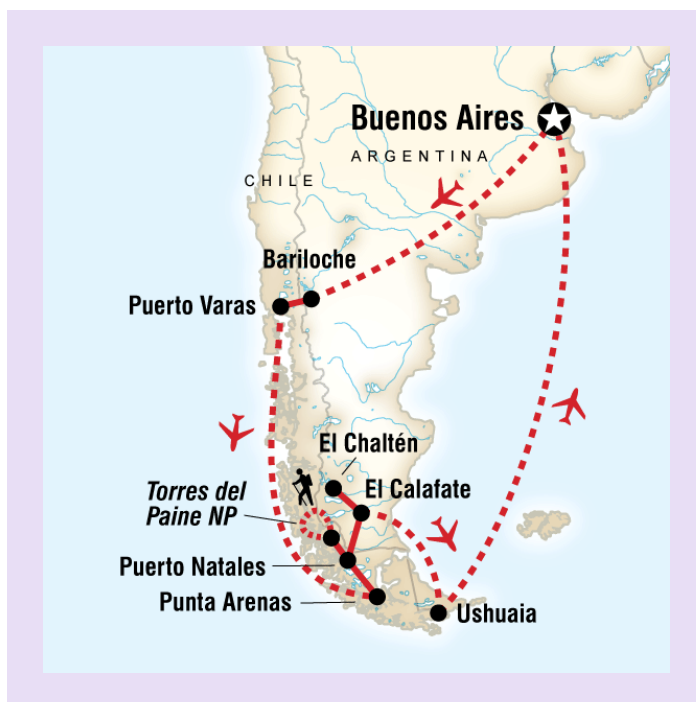 Buenos Aires
ARGENTINA
CHILE
Bariloche
Puerto Varas
El Chaltén
El Calafate
Torres del
Paine NP
Puerto Natales
Punta Arenas
Ushuaia